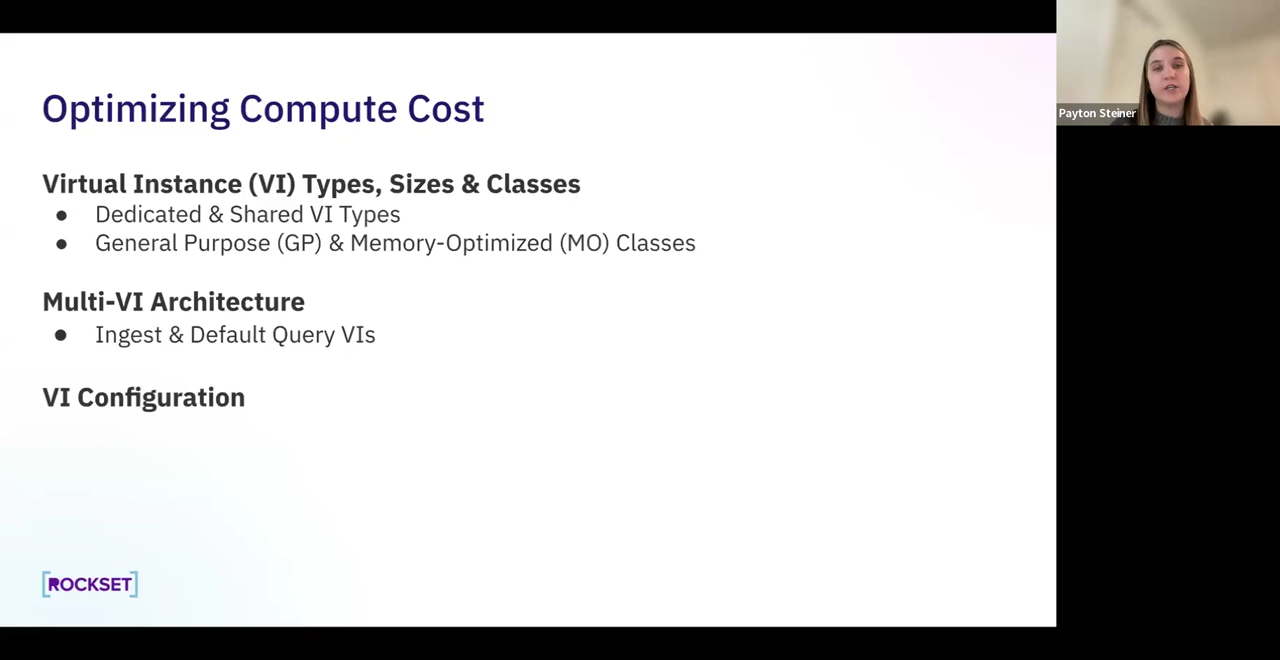 Optimizing Compute Cost
Virtual Instance (VI) Types, Sizes & Classes
● Dedicated & Shared VI Types
● General Purpose (GP) & Memory-Optimized (MO) Classes
Multi-VI Architecture
● Ingest & Default Query VIs
VI Configuration
[ROCKSET]
Payton Steiner